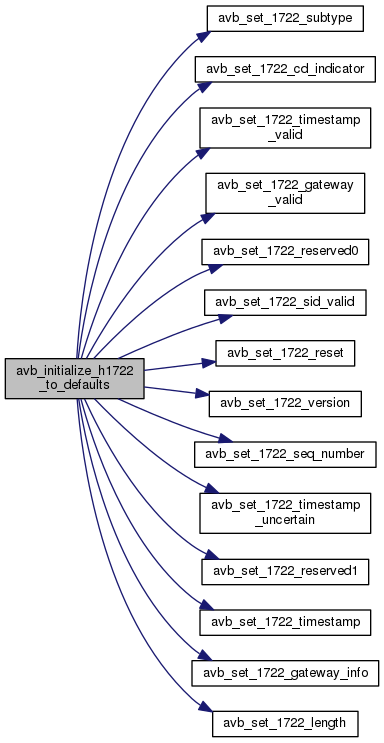 avb_set_1722_subtype
avb_set_1722_cd_indicator
avb_set_1722_timestamp
_valid
avb_set_1722_gateway
_valid
avb_set_1722_reserved0
avb_set_1722_sid_valid
avb_initialize_h1722
_to_defaults
avb_set_1722_reset
avb_set_1722_version
avb_set_1722_seq_number
avb_set_1722_timestamp
_uncertain
avb_set_1722_reserved1
avb_set_1722_timestamp
avb_set_1722_gateway_info
avb_set_1722_length